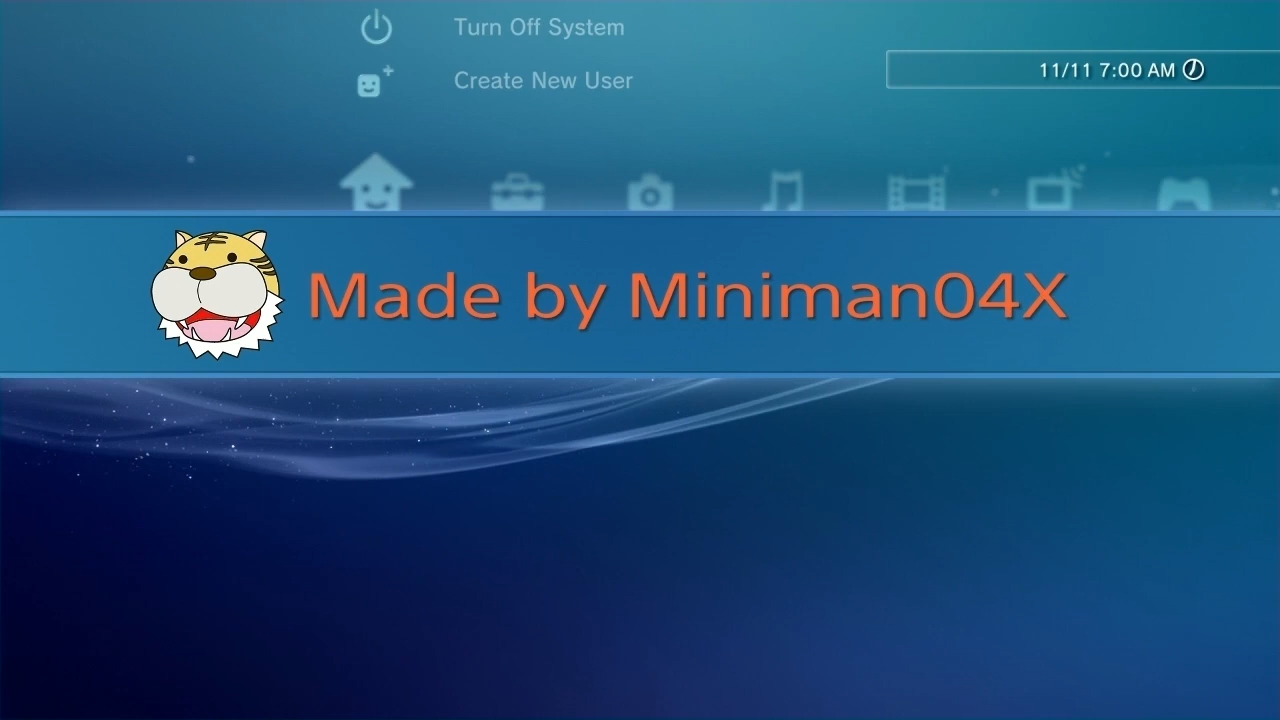 Turn Off System
Create New User
11/11 7:00 AM
Made by Miniman04X